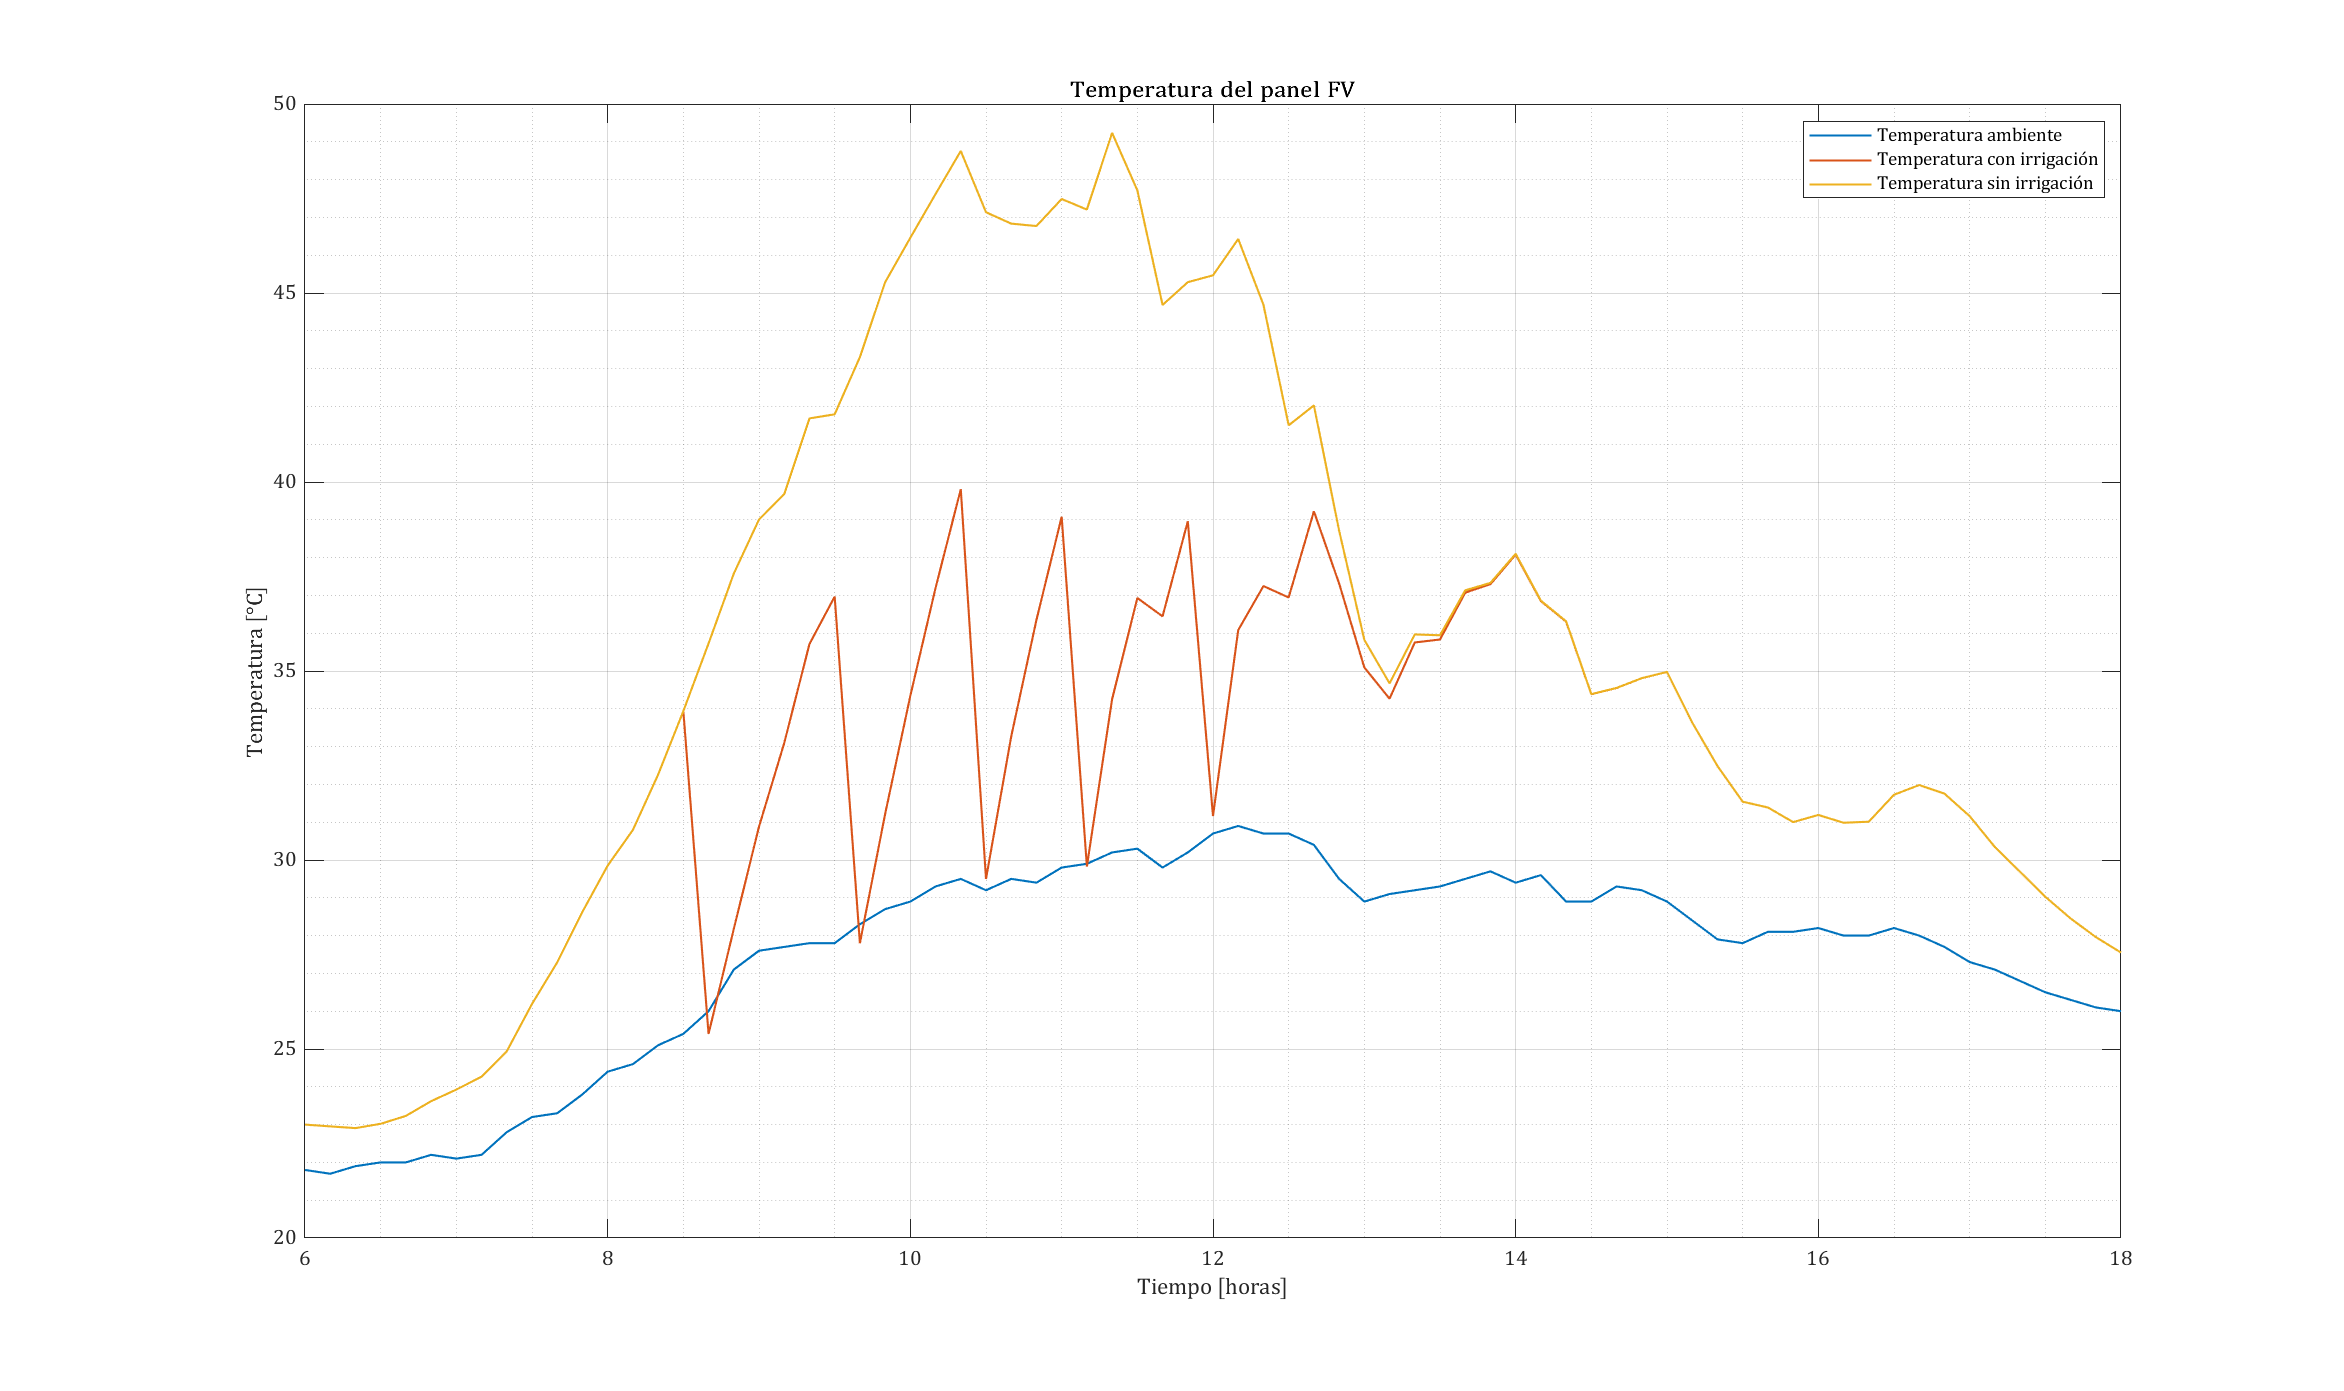 Temperatura del panel FV
50
45
40
35
30
25
20
Temperatura [°C]
Temperatura ambiente
Temperatura con irrigación
Temperatura sin irrigación
6 8 10 12 14 16 18
Tiempo [horas]